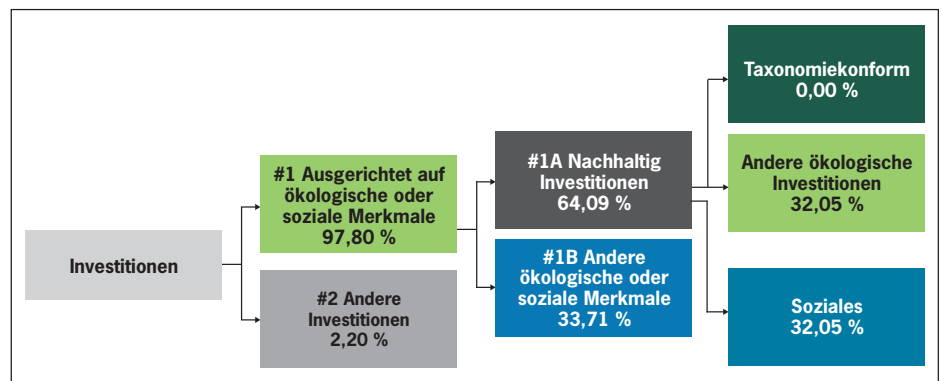 Investitionen
#1 Ausgerichtet auf
ökologische oder
soziale Merkmale
97,80 %
#2 Andere
Investitionen
2,20 %
#1A Nachhaltig
Investitionen
64,09 %
#1B Andere
ökologische oder
soziale Merkmale
33,71 %
Taxonomiekonform
0,00 %
Andere ökologische
Investitionen
32,05 %
Soziales
32,05 %